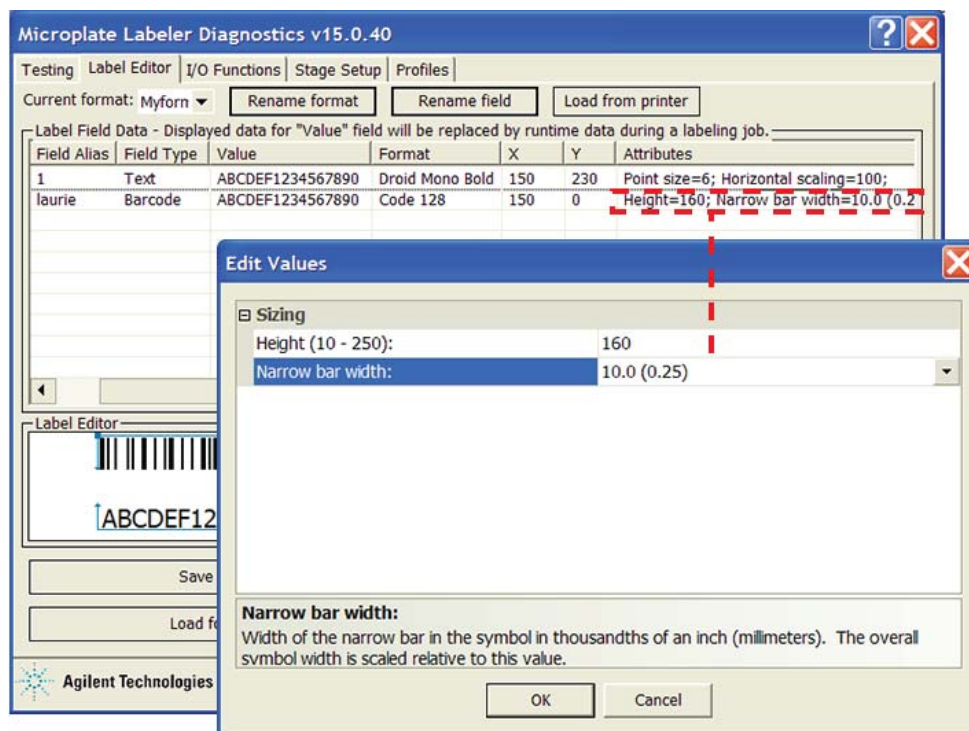 Microplate Labeler Diagnostics v15.0.40
Testing Label Editor I/O Functions Stage Setup Profiles
Current format: Myforn Rename format Rename field Load from printer
Label Field Data - Displayed data for "Value" field will be replaced by runtime data during a labeling job.
Field Alias Field Type Value Format X Y Attributes
1 Text ABCDEF1234567890 Droid Mono Bold 150 230 Point size=6; Horizontal scaling=100;
laurie Barcode ABCDEF1234567890 Code 128 150 0 Height=160; Narrow bar width=10.0 (0.2
Edit Values
Sizing
Height (10 - 250): 160
Narrow bar width: 10.0 (0.25)
Label Editor
ABCDEF12
Save
Load fo
Narrow bar width:
Width of the narrow bar in the symbol in thousandths of an inch (millimeters). The overall
symbol width is scaled relative to this value.
Agilent Technologies
OK Cancel